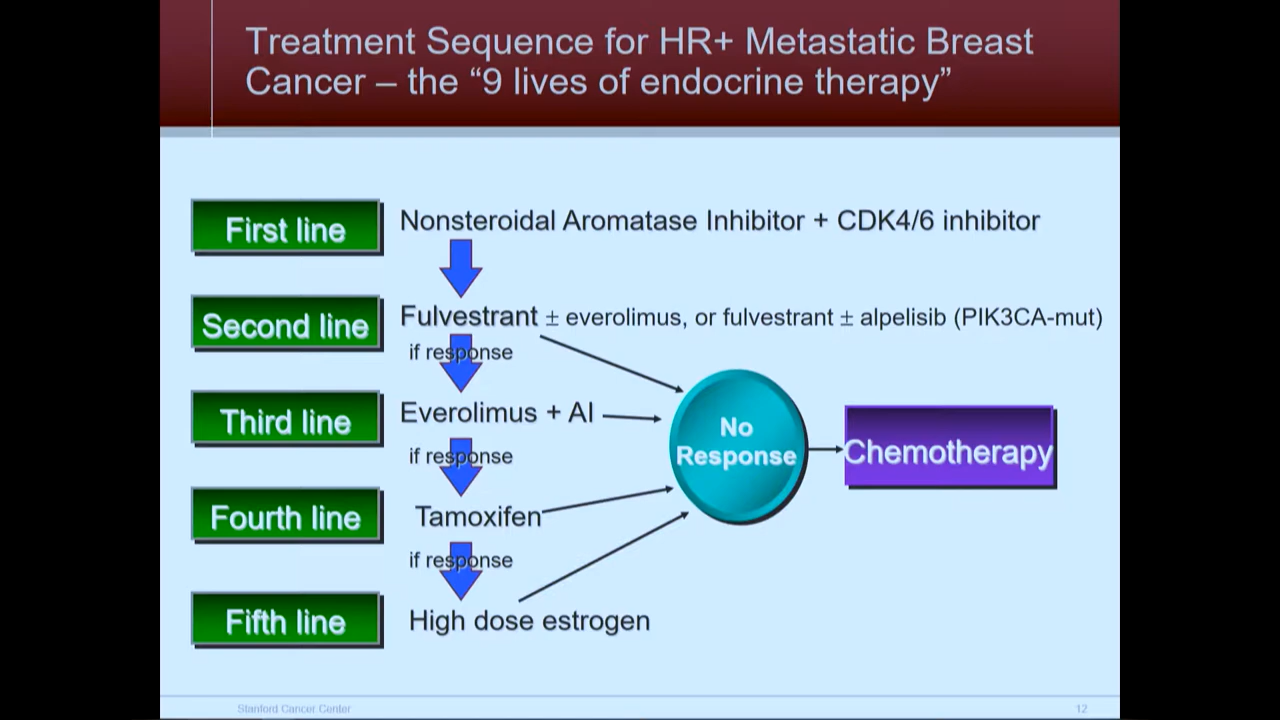 Treatment Sequence for HR+ Metastatic Breast
Cancer – the “9 lives of endocrine therapy”
First line
Nonsteroidal Aromatase Inhibitor + CDK4/6 inhibitor
Second line
Fulvestrant ± everolimus, or fulvestrant ± alpelisib (PIK3CA-mut)
if response
Third line
Everolimus + AI
if response
No
Response
Chemotherapy
Fourth line
Tamoxifen
if response
Fifth line
High dose estrogen
Stanford Cancer Center
12